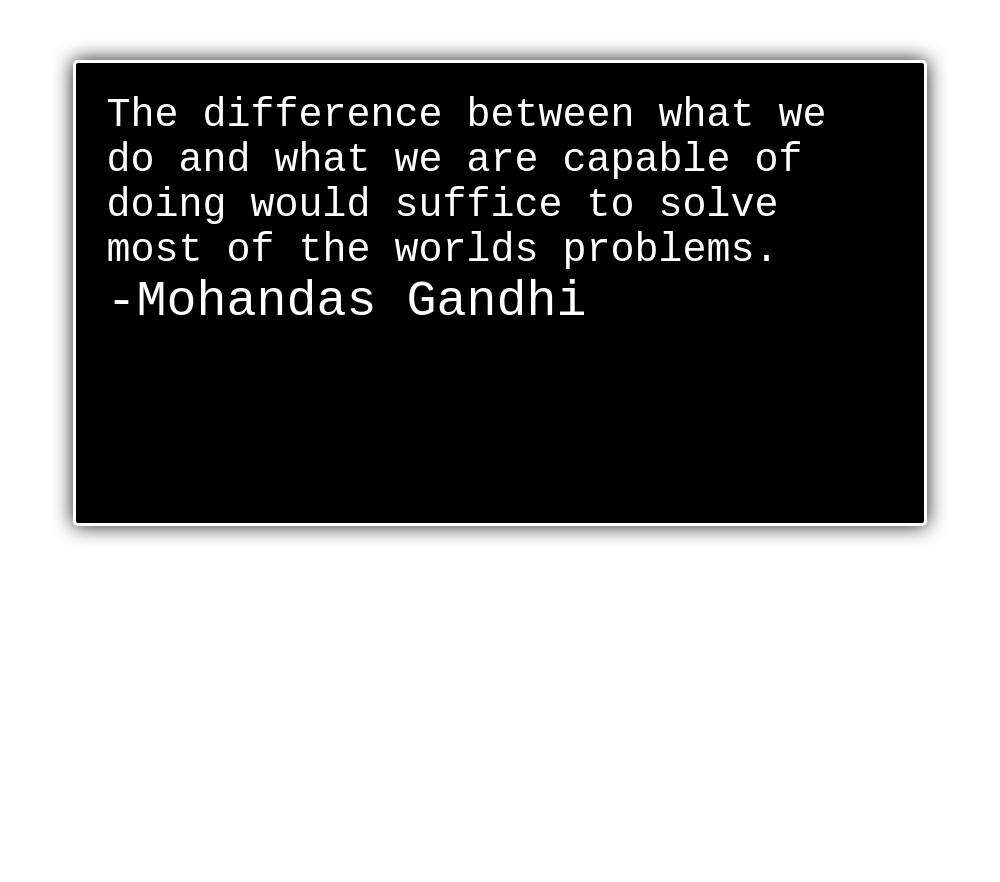 The difference between what we
do and what we are capable of
doing would suffice to solve
most of the worlds problems.
-Mohandas Gandhi